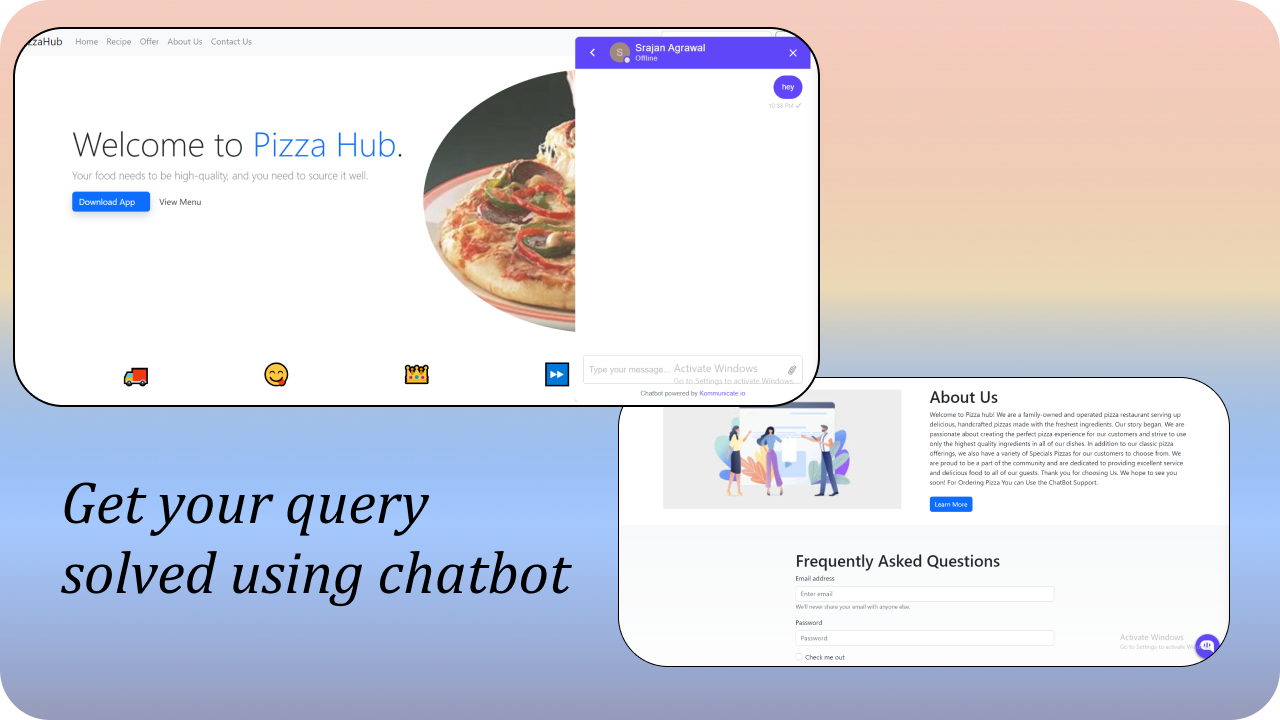 zzaHub Home Recipe Offer About Us Contact Us
Srajan Agrawal
Offline
hey
10:33 PM
Welcome to Pizza Hub.
Your food needs to be high-quality, and you need to source it well.
Download App View Menu
Type your message... Activate Windows
Go to Settings to activate Windows.
Chatbot powered by Kommunicate.io
About Us
Welcome to Pizza hub! We are a family-owned and operated pizza restaurant serving up
delicious, handcrafted pizzas made with the freshest ingredients. Our story began. We are
passionate about creating the perfect pizza experience for our customers and strive to use
only the highest quality ingredients in all of our dishes. In addition to our classic pizza
offerings, we also have a variety of Specials Pizzas for our customers to choose from. We
are proud to be a part of the community and are dedicated to providing excellent service
and delicious food to all of our guests. Thank you for choosing Us. We hope to see you
soon! For Ordering Pizza You can Use the ChatBot Support.
Learn More
Get your query
solved using chatbot
Frequently Asked Questions
Email address
Enter email
We'll never share your email with anyone else.
Password
Password
Check me out
Activate Windows
Go to Settings to activate